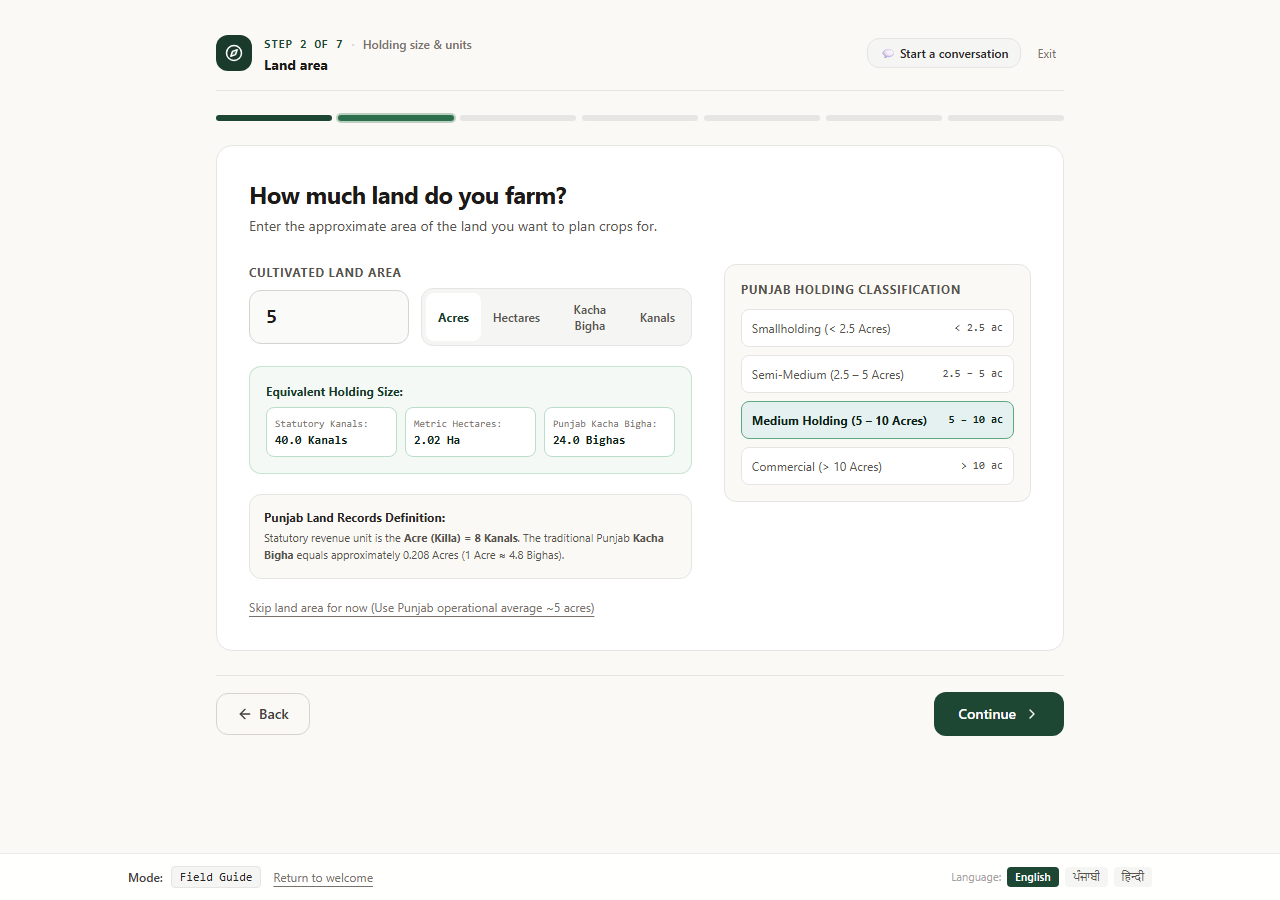 STEP 2 OF 7 · Holding size & units
Land area
Start a conversation
Exit
How much land do you farm?
Enter the approximate area of the land you want to plan crops for.
CULTIVATED LAND AREA
5
Acres
Hectares
Kacha
Bigha
Kanals
Equivalent Holding Size:
Statutory Kanals:
40.0 Kanals
Metric Hectares:
2.02 Ha
Punjab Kacha Bigha:
24.0 Bighas
Punjab Land Records Definition:
Statutory revenue unit is the Acre (Killa) = 8 Kanals. The traditional Punjab Kacha
Bigha equals approximately 0.208 Acres (1 Acre ≈ 4.8 Bighas).
Skip land area for now (Use Punjab operational average ~5 acres)
PUNJAB HOLDING CLASSIFICATION
Smallholding (< 2.5 Acres) < 2.5 ac
Semi-Medium (2.5 – 5 Acres) 2.5 – 5 ac
Medium Holding (5 – 10 Acres) 5 – 10 ac
Commercial (> 10 Acres) > 10 ac
Back
Continue
Mode: Field Guide Return to welcome
Language: English ਪੰਜਾਬੀ हिन्दी